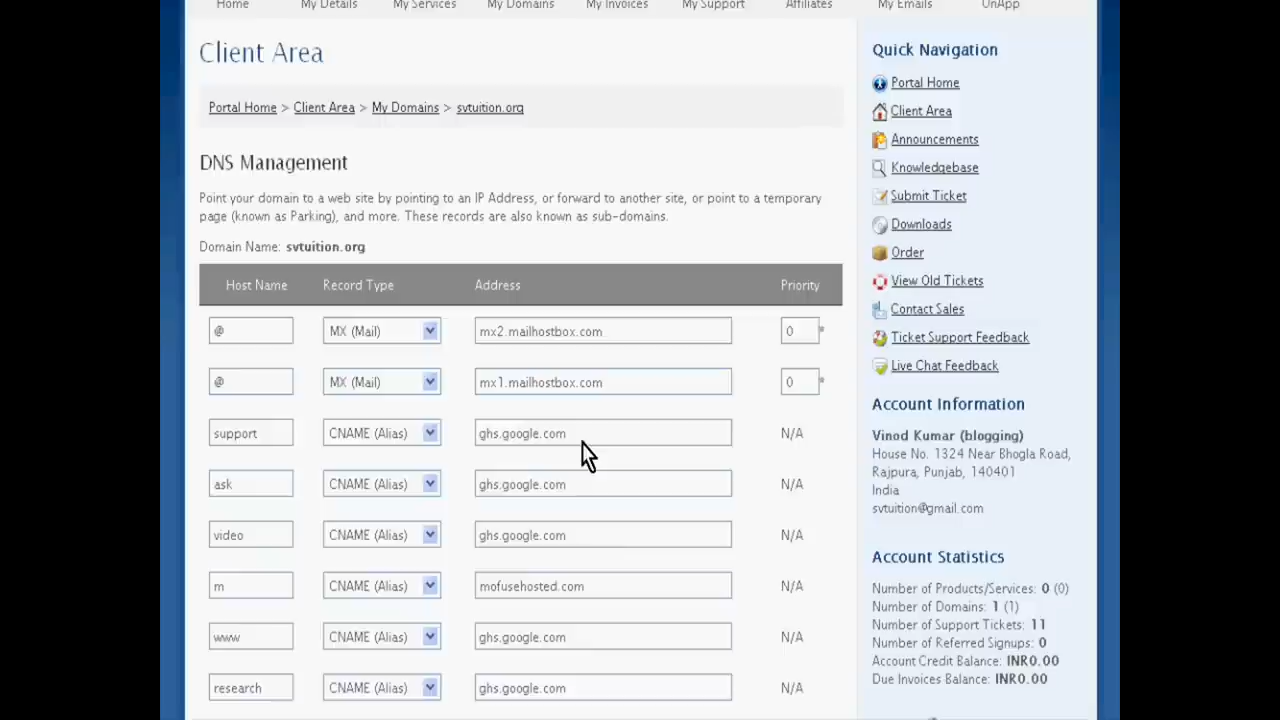 Home My Details My Services My Domains My Invoices My Support Affiliates My Emails OnApp
Client Area
Portal Home > Client Area > My Domains > svtuition.org
DNS Management
Point your domain to a web site by pointing to an IP Address, or forward to another site, or point to a temporary
page (known as Parking), and more. These records are also known as sub-domains.
Domain Name: svtuition.org
Host Name Record Type Address Priority
@ MX (Mail) mx2.mailhostbox.com 0 *
@ MX (Mail) mx1.mailhostbox.com 0 *
support CNAME (Alias) ghs.google.com N/A
ask CNAME (Alias) ghs.google.com N/A
video CNAME (Alias) ghs.google.com N/A
m CNAME (Alias) mofusehosted.com N/A
www CNAME (Alias) ghs.google.com N/A
research CNAME (Alias) ghs.google.com N/A
Quick Navigation
Portal Home
Client Area
Announcements
Knowledgebase
Submit Ticket
Downloads
Order
View Old Tickets
Contact Sales
Ticket Support Feedback
Live Chat Feedback
Account Information
Vinod Kumar (blogging)
House No. 1324 Near Bhogla Road,
Rajpura, Punjab, 140401
India
svtuition@gmail.com
Account Statistics
Number of Products/Services: 0 (0)
Number of Domains: 1 (1)
Number of Support Tickets: 11
Number of Referred Signups: 0
Account Credit Balance: INR0.00
Due Invoices Balance: INR0.00